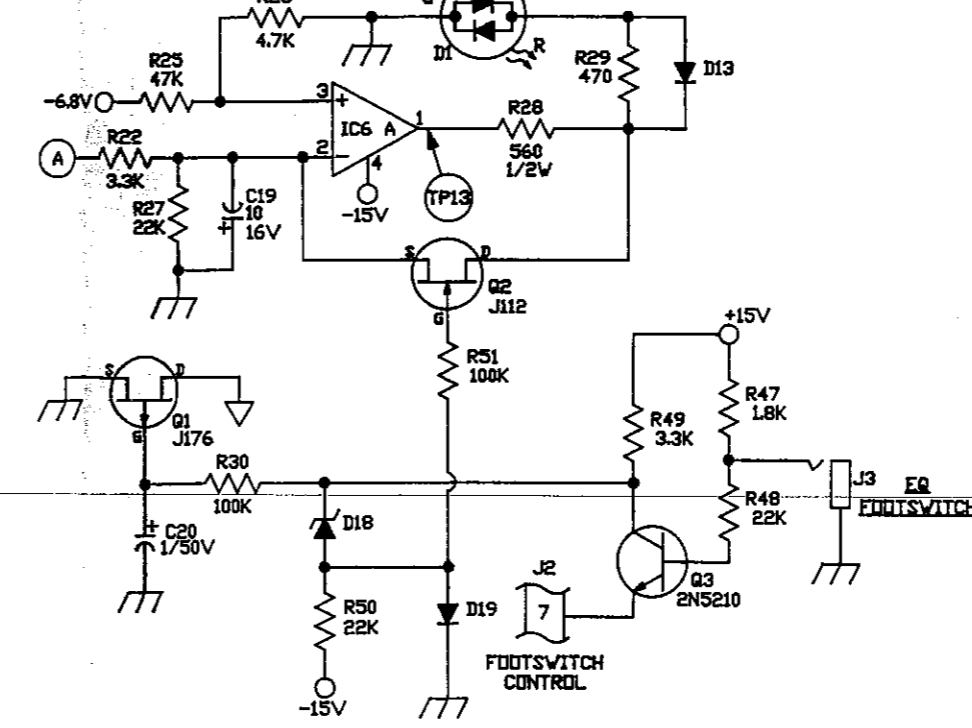 4.7K
D1
R
R29
470
D13
R25
47K
-6.8V
3
+
IC6 A
1
R28
560
1/2W
A
R22
3.3K
2
-
4
-15V
TP13
R27
22K
C19
10
16V
+
S
D
Q2
J112
G
R51
100K
+15V
R47
1.8K
R49
3.3K
S
D
Q1
J176
G
R30
100K
D18
J3
EQ
FOOTSWITCH
R48
22K
+
C20
1/50V
R50
22K
-15V
D19
J2
7
Q3
2N5210
FOOTSWITCH
CONTROL